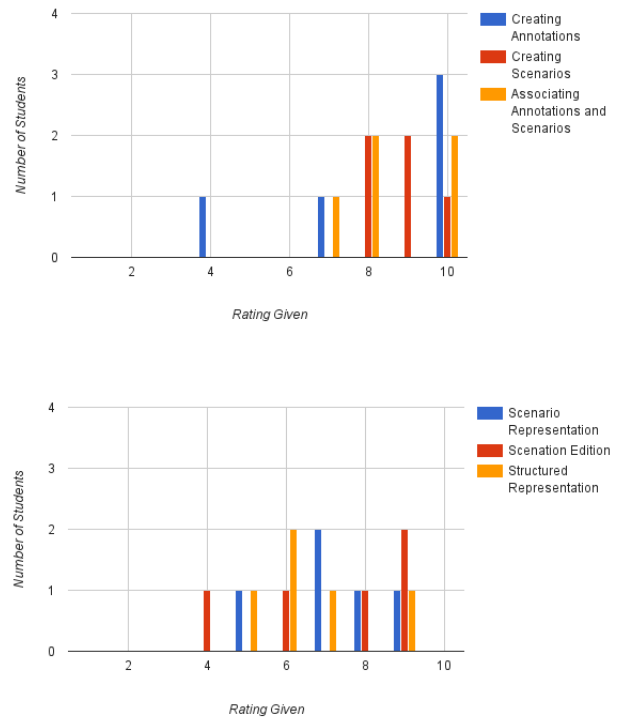 4
3
2
1
0
Number of Students
2 4 6 8 10
Rating Given
Creating
Annotations
Creating
Scenarios
Associating
Annotations and
Scenarios
4
3
2
1
0
Number of Students
2 4 6 8 10
Rating Given
Scenario
Representation
Scenation Edition
Structured
Representation